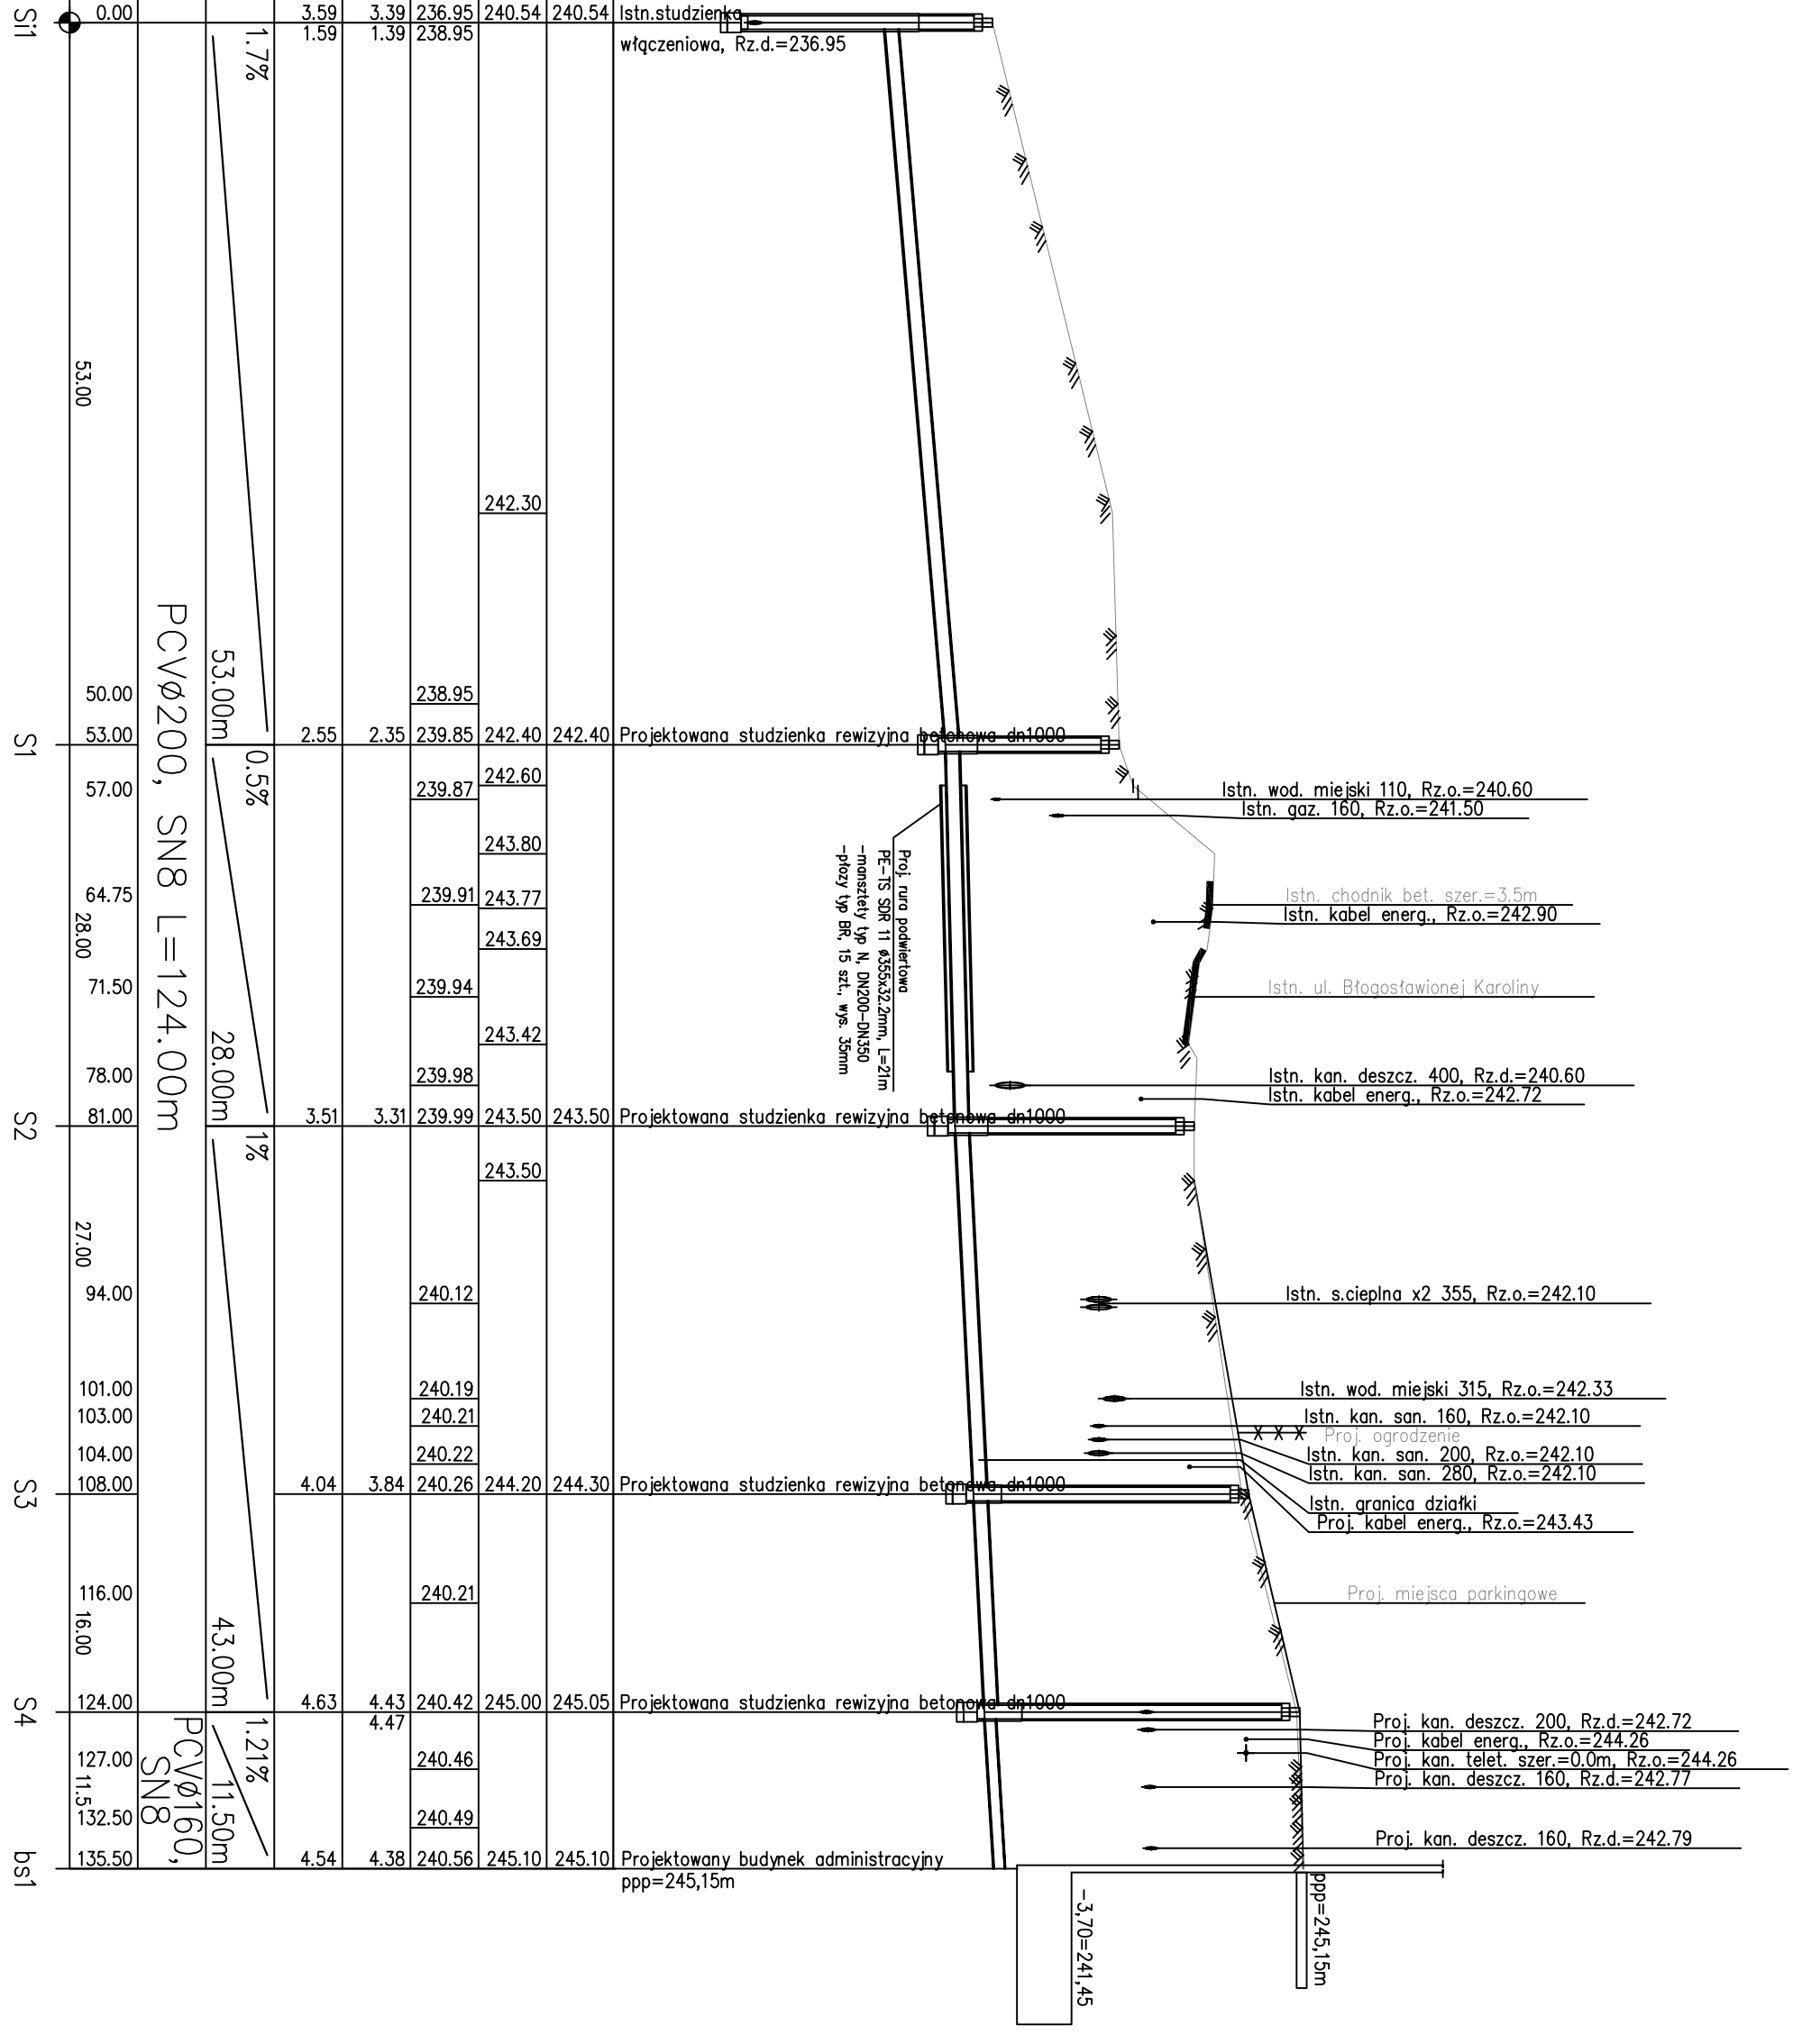 Si1
0.00
3.59
3.39
236.95
240.54
240.54
Istn.studzienka
1.59
1.39
238.95
włączeniowa, Rz.d.=236.95
1.7%
53.00
242.30
53.00m
50.00
238.95
S1
53.00
2.55
2.35
239.85
242.40
242.40
Projektowana studzienka rewizyjna betonowa dn1000
0.5%
242.60
57.00
239.87
Istn. wod. miejski 110, Rz.o.=240.60
Istn. gaz. 160, Rz.o.=241.50
243.80
Proj. rura podwiertowa
PE-TS SDR 11 ø355x32.2mm, L=21m
-mansztety typ N, DN200-DN350
-płozy typ BR, 15 szt., wys. 35mm
64.75
239.91
243.77
Istn. chodnik bet. szer.=3.5m
Istn. kabel energ., Rz.o.=242.90
28.00
243.69
PCVø200, SN8 L=124.00m
71.50
239.94
Istn. ul. Błogosławionej Karoliny
243.42
28.00m
78.00
239.98
Istn. kan. deszcz. 400, Rz.d.=240.60
Istn. kabel energ., Rz.o.=242.72
S2
81.00
3.51
3.31
239.99
243.50
243.50
Projektowana studzienka rewizyjna betonowa dn1000
1%
243.50
27.00
94.00
240.12
Istn. s.cieplna x2 355, Rz.o.=242.10
101.00
240.19
Istn. wod. miejski 315, Rz.o.=242.33
103.00
240.21
Istn. kan. san. 160, Rz.o.=242.10
Proj. ogrodzenie
104.00
240.22
Istn. kan. san. 200, Rz.o.=242.10
Istn. kan. san. 280, Rz.o.=242.10
S3
108.00
4.04
3.84
240.26
244.20
244.30
Projektowana studzienka rewizyjna betonowa dn1000
Istn. granica działki
Proj. kabel energ., Rz.o.=243.43
116.00
240.21
Proj. miejsca parkingowe
16.00
43.00m
S4
124.00
4.63
4.43
240.42
245.00
245.05
Projektowana studzienka rewizyjna betonowa dn1000
4.47
1.21%
PCVø160,
SN8
Proj. kan. deszcz. 200, Rz.d.=242.72
Proj. kabel energ., Rz.o.=244.26
127.00
240.46
Proj. kan. telet. szer.=0.0m, Rz.o.=244.26
Proj. kan. deszcz. 160, Rz.d.=242.77
11.5
11.50m
132.50
240.49
Proj. kan. deszcz. 160, Rz.d.=242.79
bs1
135.50
4.54
4.38
240.56
245.10
245.10
Projektowany budynek administracyjny
ppp=245,15m
ppp=245,15m
-3,70=241,45